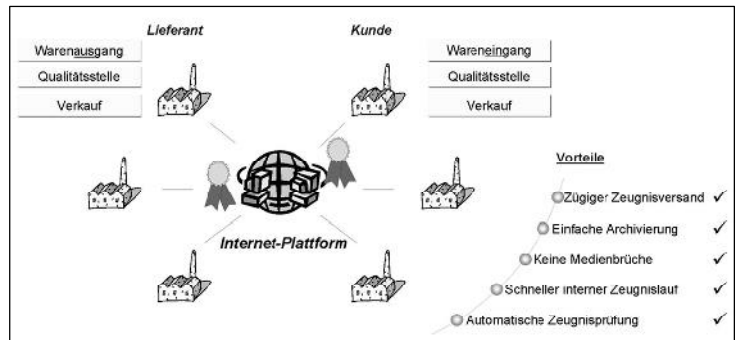 Lieferant
Kunde
Warenausgang
Qualitätsstelle
Verkauf
Wareneingang
Qualitätsstelle
Verkauf
Internet-Plattform
Vorteile
Zügiger Zeugnisversand ✓
Einfache Archivierung ✓
Keine Medienbrüche ✓
Schneller interner Zeugnislauf ✓
Automatische Zeugnisprüfung ✓